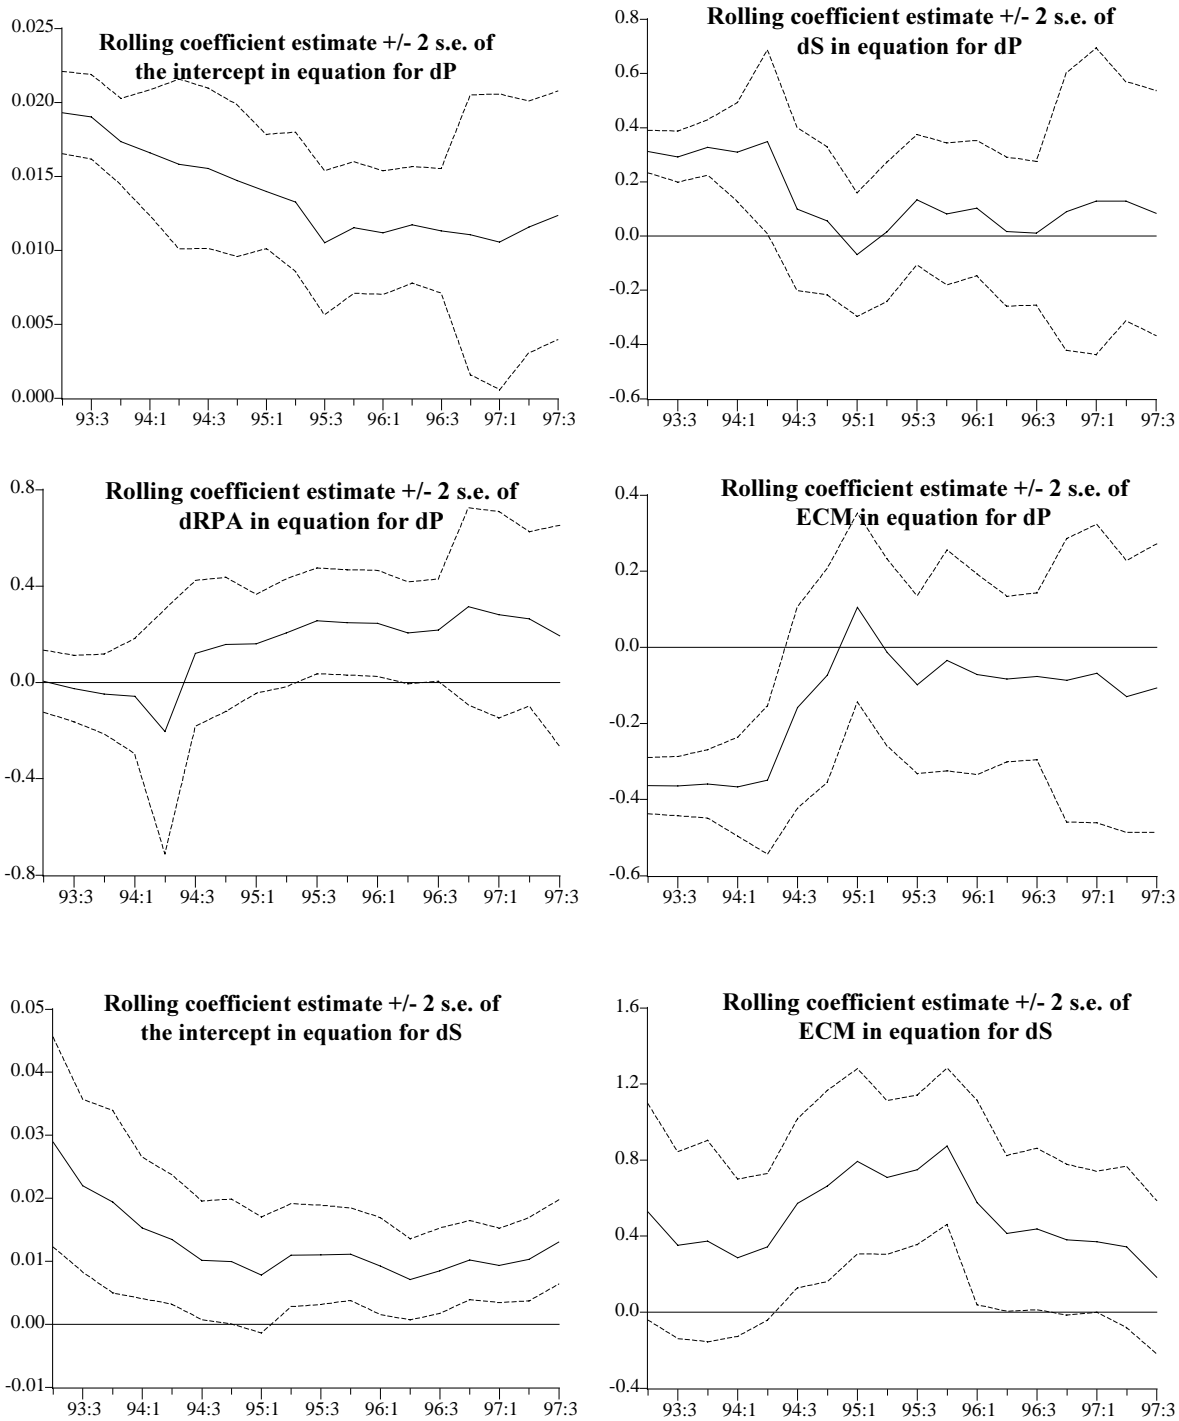 Rolling coefficient estimate +/- 2 s.e. of
the intercept in equation for dP
0.025
0.020
0.015
0.010
0.005
0.000
93:3 94:1 94:3 95:1 95:3 96:1 96:3 97:1 97:3
Rolling coefficient estimate +/- 2 s.e. of
dS in equation for dP
0.8
0.6
0.4
0.2
0.0
-0.2
-0.4
-0.6
93:3 94:1 94:3 95:1 95:3 96:1 96:3 97:1 97:3
Rolling coefficient estimate +/- 2 s.e. of
dRPA in equation for dP
0.8
0.4
0.0
-0.4
-0.8
93:3 94:1 94:3 95:1 95:3 96:1 96:3 97:1 97:3
Rolling coefficient estimate +/- 2 s.e. of
ECM in equation for dP
0.4
0.2
0.0
-0.2
-0.4
-0.6
93:3 94:1 94:3 95:1 95:3 96:1 96:3 97:1 97:3
Rolling coefficient estimate +/- 2 s.e. of
the intercept in equation for dS
0.05
0.04
0.03
0.02
0.01
0.00
-0.01
93:3 94:1 94:3 95:1 95:3 96:1 96:3 97:1 97:3
Rolling coefficient estimate +/- 2 s.e. of
ECM in equation for dS
1.6
1.2
0.8
0.4
0.0
-0.4
93:3 94:1 94:3 95:1 95:3 96:1 96:3 97:1 97:3